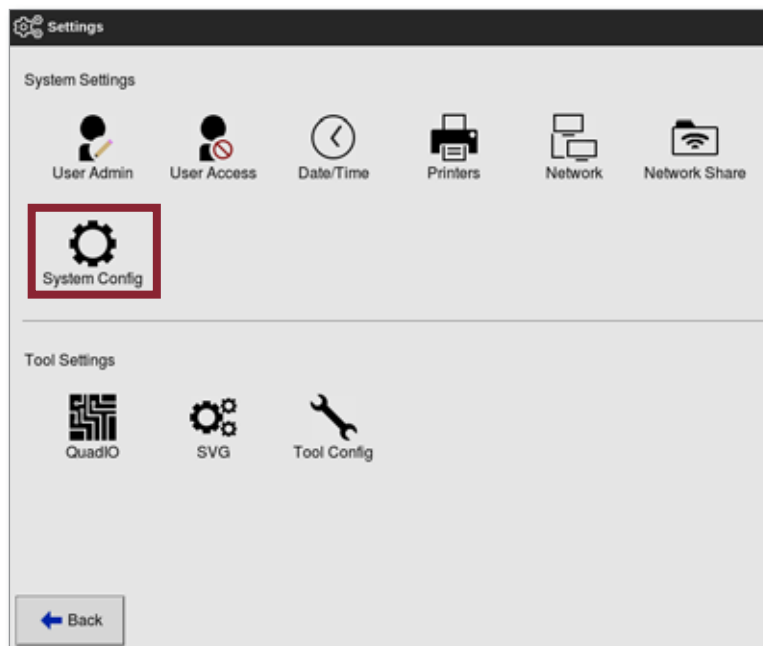 Settings
System Settings
User Admin User Access Date/Time Printers Network Network Share
System Config
Tool Settings
QuadIO SVG Tool Config
Back